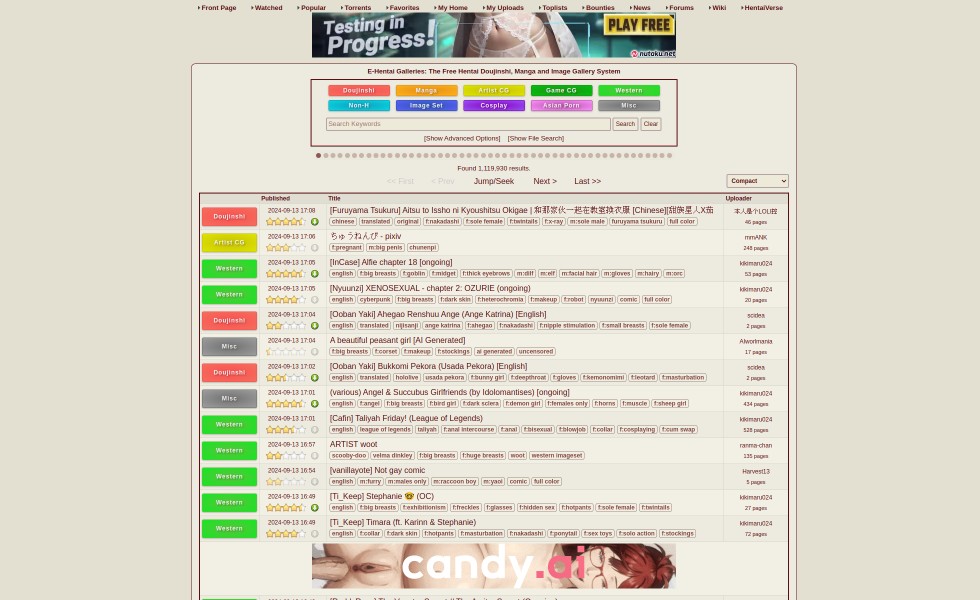 Front Page Watched Popular Torrents Favorites My Home My Uploads Toplists Bounties News Forums Wiki HentaiVerse
Testing in
Progress!
PLAY FREE
nutaku.net
E-Hentai Galleries: The Free Hentai Doujinshi, Manga and Image Gallery System
Doujinshi Manga Artist CG Game CG Western
Non-H Image Set Cosplay Asian Porn Misc
Search Keywords Search Clear
[Show Advanced Options] [Show File Search]
Found 1,119,930 results.
<< First < Prev Jump/Seek Next > Last >> Compact
Published Title Uploader
Doujinshi 2024-09-13 17:08 [Furuyama Tsukuru] Aitsu to Issho ni Kyoushitsu Okigae | 和那家伙一起在教室换衣服 [Chinese][甜族星人X茄 本人是个LOLI控
chinese translated original f:nakadashi f:sole female f:twintails f:x-ray m:sole male furuyama tsukuru full color 46 pages
Artist CG 2024-09-13 17:06 ちゅうねんぴ - pixiv mmANK
f:pregnant m:big penis chunenpi 248 pages
Western 2024-09-13 17:05 [InCase] Alfie chapter 18 [ongoing] kikimaru024
english f:big breasts f:goblin f:midget f:thick eyebrows m:dilf m:elf m:facial hair m:gloves m:hairy m:orc 53 pages
Western 2024-09-13 17:05 [Nyuunzi] XENOSEXUAL - chapter 2: OZURIE (ongoing) kikimaru024
english cyberpunk f:big breasts f:dark skin f:heterochromia f:makeup f:robot nyuunzi comic full color 20 pages
Doujinshi 2024-09-13 17:04 [Ooban Yaki] Ahegao Renshuu Ange (Ange Katrina) [English] scidea
english translated nijisanji ange katrina f:ahegao f:nakadashi f:nipple stimulation f:small breasts f:sole female 2 pages
Misc 2024-09-13 17:04 A beautiful peasant girl [AI Generated] AIworlmania
f:big breasts f:corset f:makeup f:stockings ai generated uncensored 17 pages
Doujinshi 2024-09-13 17:02 [Ooban Yaki] Bukkomi Pekora (Usada Pekora) [English] scidea
english translated hololive usada pekora f:bunny girl f:deepthroat f:gloves f:kemonomimi f:leotard f:masturbation 2 pages
Misc 2024-09-13 17:01 (various) Angel & Succubus Girlfriends (by Idolomantises) [ongoing] kikimaru024
english f:angel f:big breasts f:bird girl f:dark sclera f:demon girl f:females only f:horns f:muscle f:sheep girl 434 pages
Western 2024-09-13 17:01 [Cafin] Taliyah Friday! (League of Legends) kikimaru024
english league of legends taliyah f:anal intercourse f:anal f:bisexual f:blowjob f:collar f:cosplaying f:cum swap 528 pages
Western 2024-09-13 16:57 ARTIST woot ranma-chan
scooby-doo velma dinkley f:big breasts f:huge breasts woot western imageset 135 pages
Western 2024-09-13 16:54 [vanillayote] Not gay comic Harvest13
english m:furry m:males only m:raccoon boy m:yaoi comic full color 5 pages
Western 2024-09-13 16:49 [Ti_Keep] Stephanie 🤓 (OC) kikimaru024
english f:big breasts f:exhibitionism f:freckles f:glasses f:hidden sex f:hotpants f:sole female f:twintails 27 pages
Western 2024-09-13 16:49 [Ti_Keep] Timara (ft. Karinn & Stephanie) kikimaru024
english f:collar f:dark skin f:hotpants f:masturbation f:nakadashi f:ponytail f:sex toys f:solo action f:stockings 72 pages
candy.ai